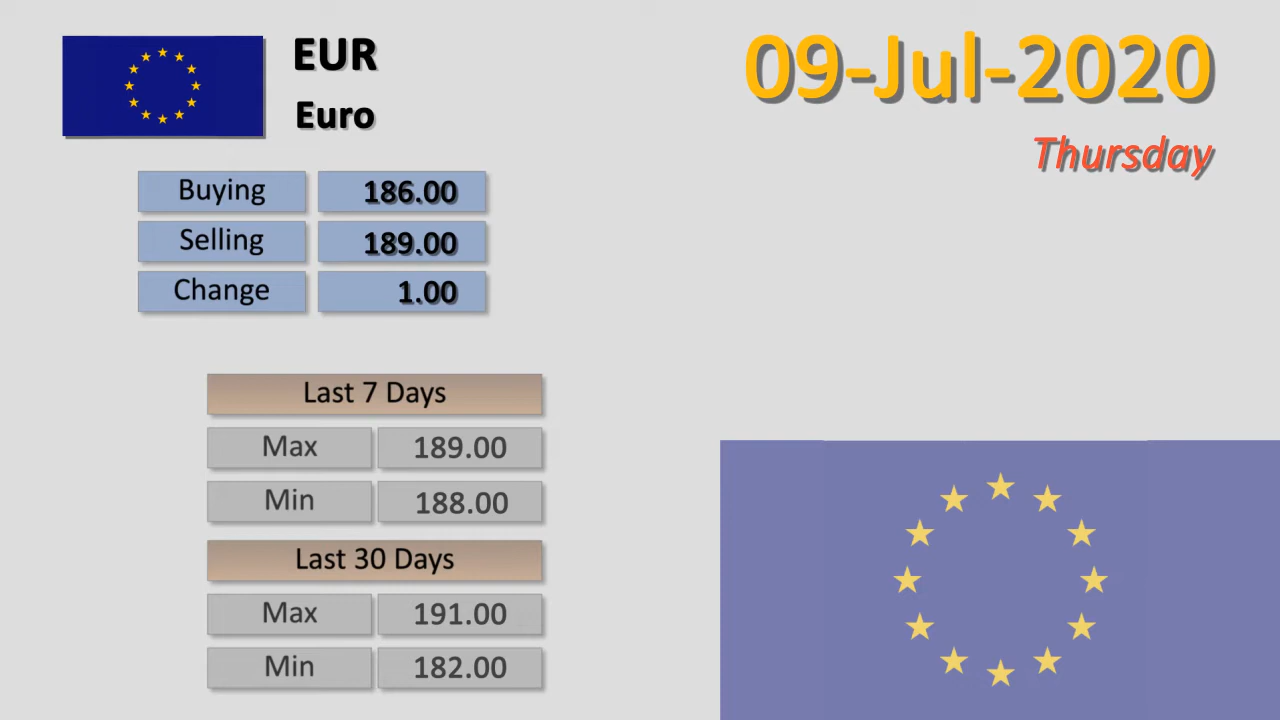 EUR
Euro
09-Jul-2020
Thursday
Buying 186.00
Selling 189.00
Change 1.00
Last 7 Days
Max 189.00
Min 188.00
Last 30 Days
Max 191.00
Min 182.00